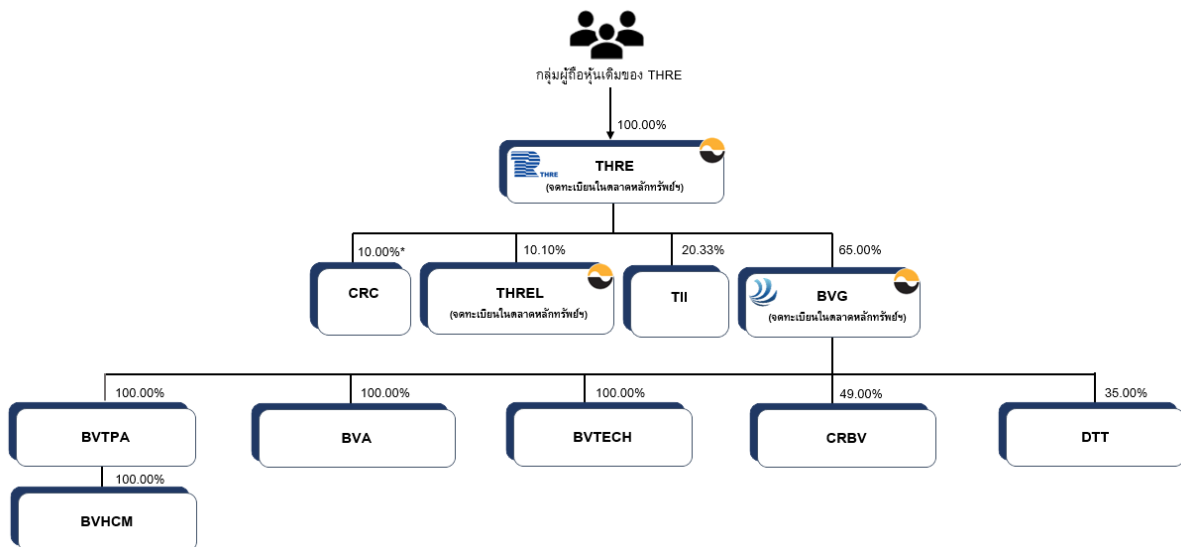 กลุ่มผู้ถือหุ้นเดิมของ THRE
100.00%
THRE
THRE
(จดทะเบียนในตลาดหลักทรัพย์ฯ)
10.00%*
10.10%
20.33%
65.00%
CRC
THREL
(จดทะเบียนในตลาดหลักทรัพย์ฯ)
TII
BVG
(จดทะเบียนในตลาดหลักทรัพย์ฯ)
100.00%
100.00%
100.00%
49.00%
35.00%
BVTPA
BVA
BVTECH
CRBV
DTT
100.00%
BVHCM